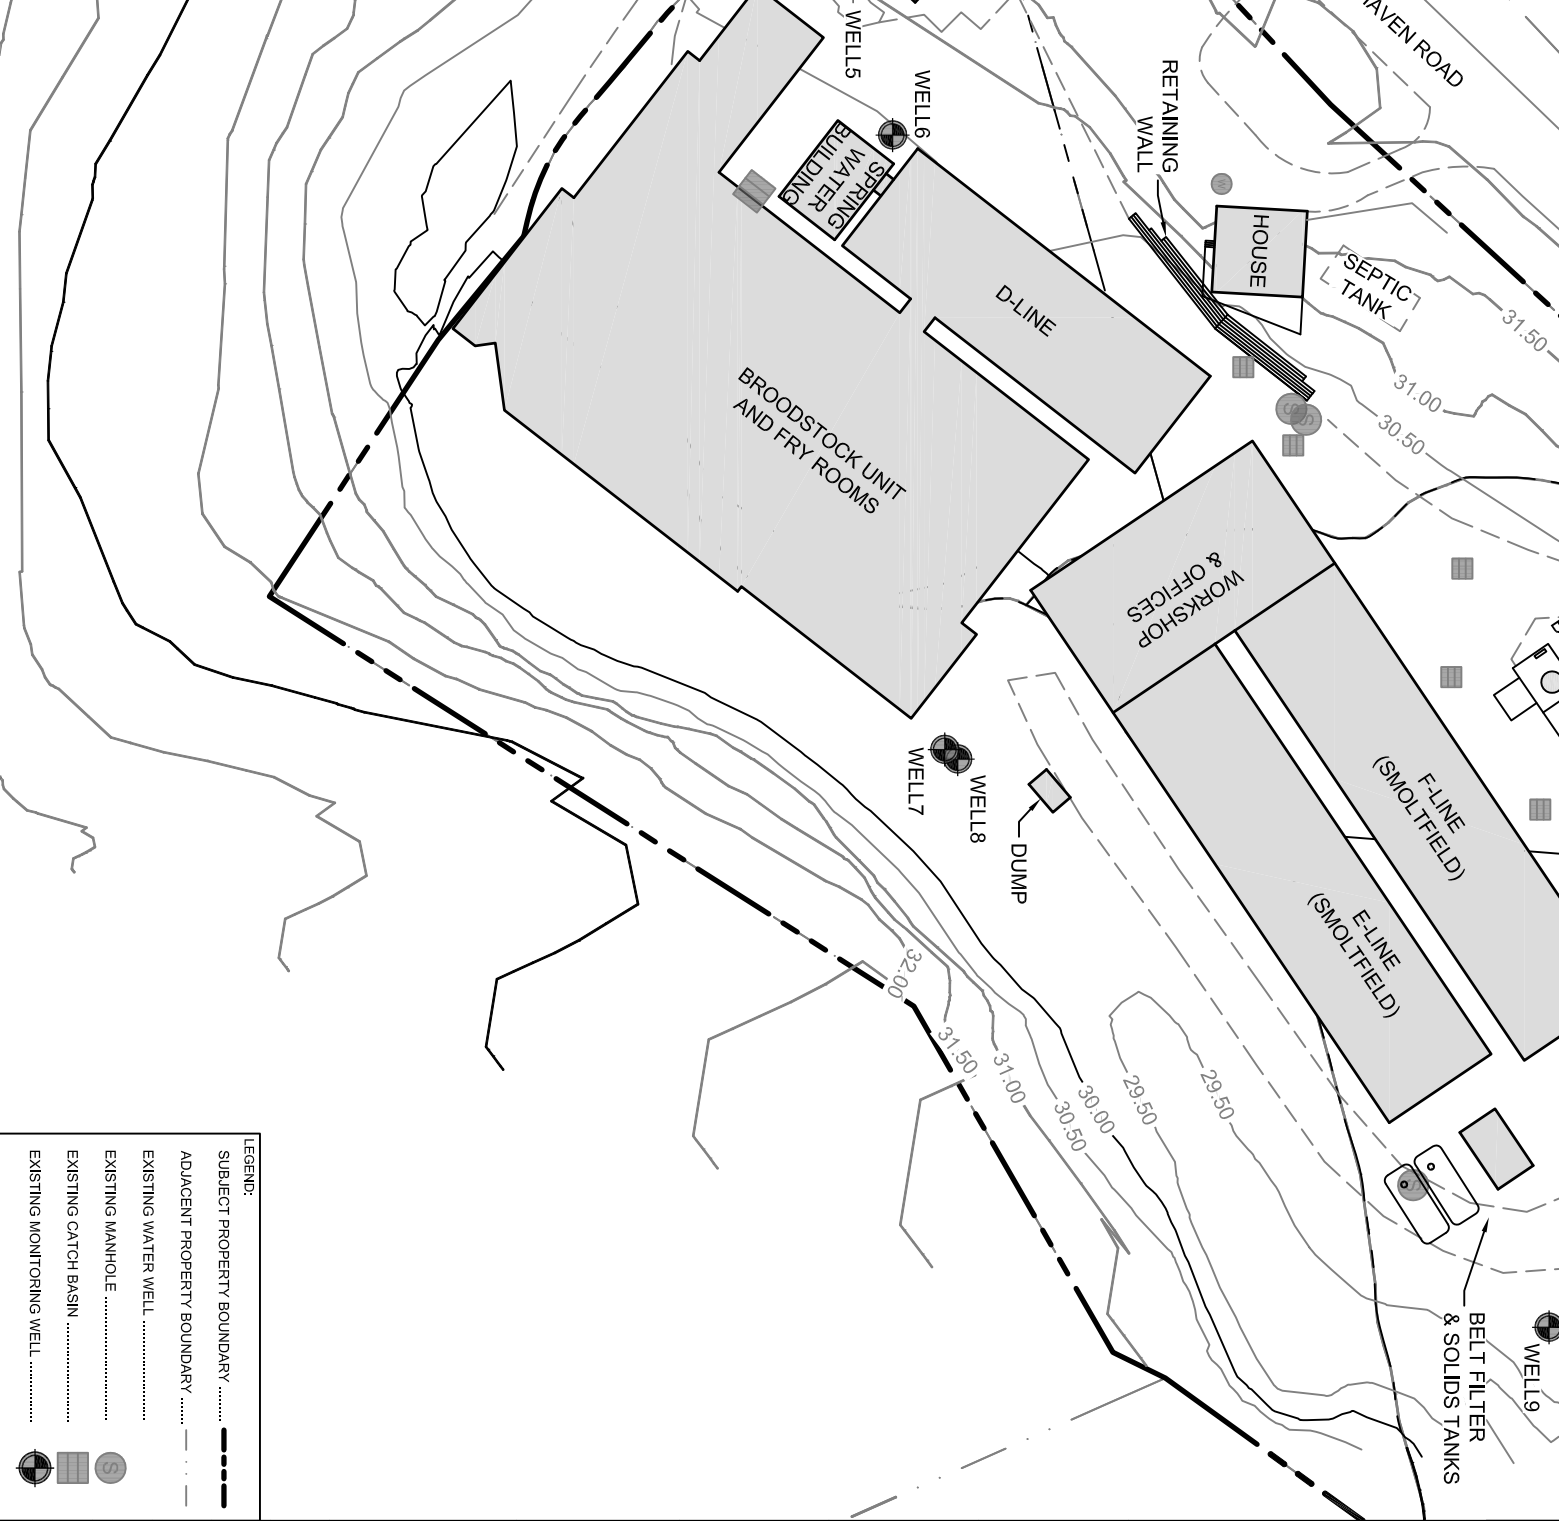 HAVEN ROAD
WELL5
WELL6
RETAINING
WALL
SPRING
WATER
BUILDING
HOUSE
SEPTIC
TANK
31.50
31.00
30.50
D-LINE
BROODSTOCK UNIT
AND FRY ROOMS
WORKSHOP
& OFFICES
F-LINE
(SMOLTFIELD)
E-LINE
(SMOLTFIELD)
WELL7
WELL8
DUMP
32.00
31.50
31.00
30.50
30.00
29.50
29.50
BELT FILTER
& SOLIDS TANKS
WELL9
W
S
S
S
LEGEND:
SUBJECT PROPERTY BOUNDARY
ADJACENT PROPERTY BOUNDARY
EXISTING WATER WELL
EXISTING MANHOLE
S
EXISTING CATCH BASIN
EXISTING MONITORING WELL